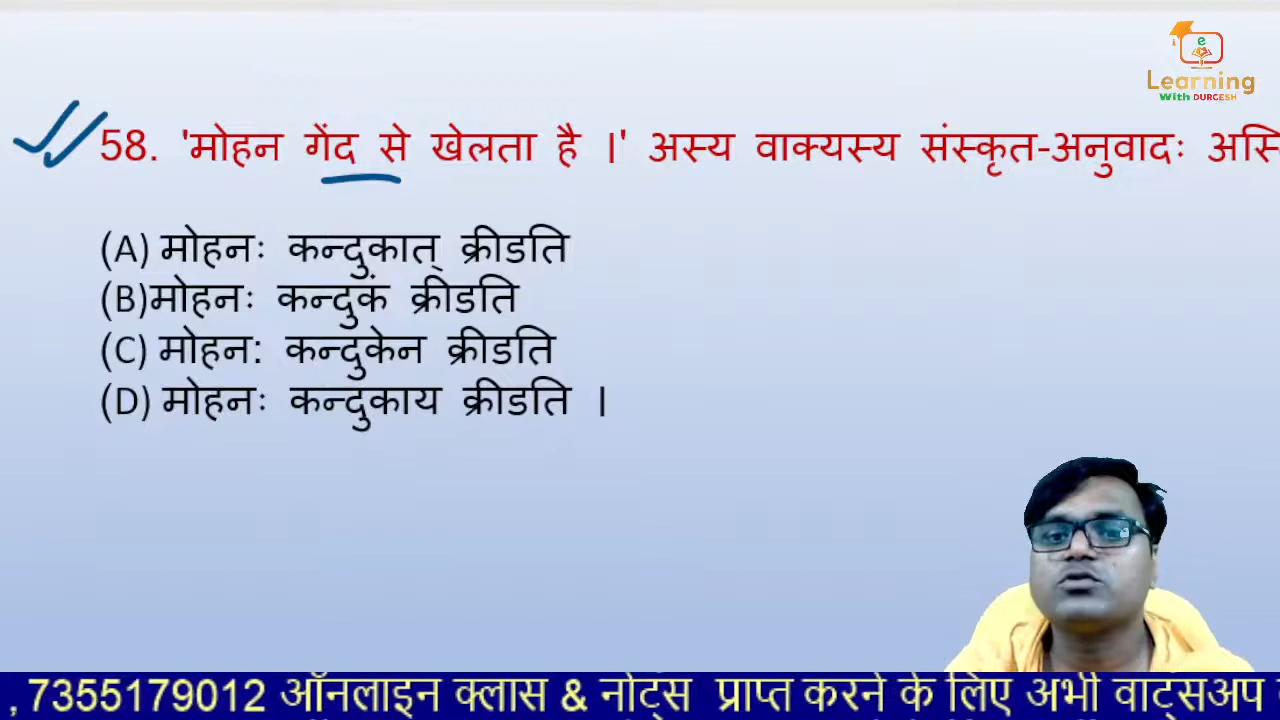 e
Learning
With DURGESH
58. 'मोहन गेंद से खेलता है ।' अस्य वाक्यस्य संस्कृत-अनुवादः
(A) मोहनः कन्दुकात् क्रीडति
(B)मोहनः कन्दुकं क्रीडति
(C) मोहन: कन्दुकेन क्रीडति
(D) मोहनः कन्दुकाय क्रीडति ।
, 7355179012 ऑनलाइन क्लास & नोट्स प्राप्त करने के लिए अभी वाट्सअप